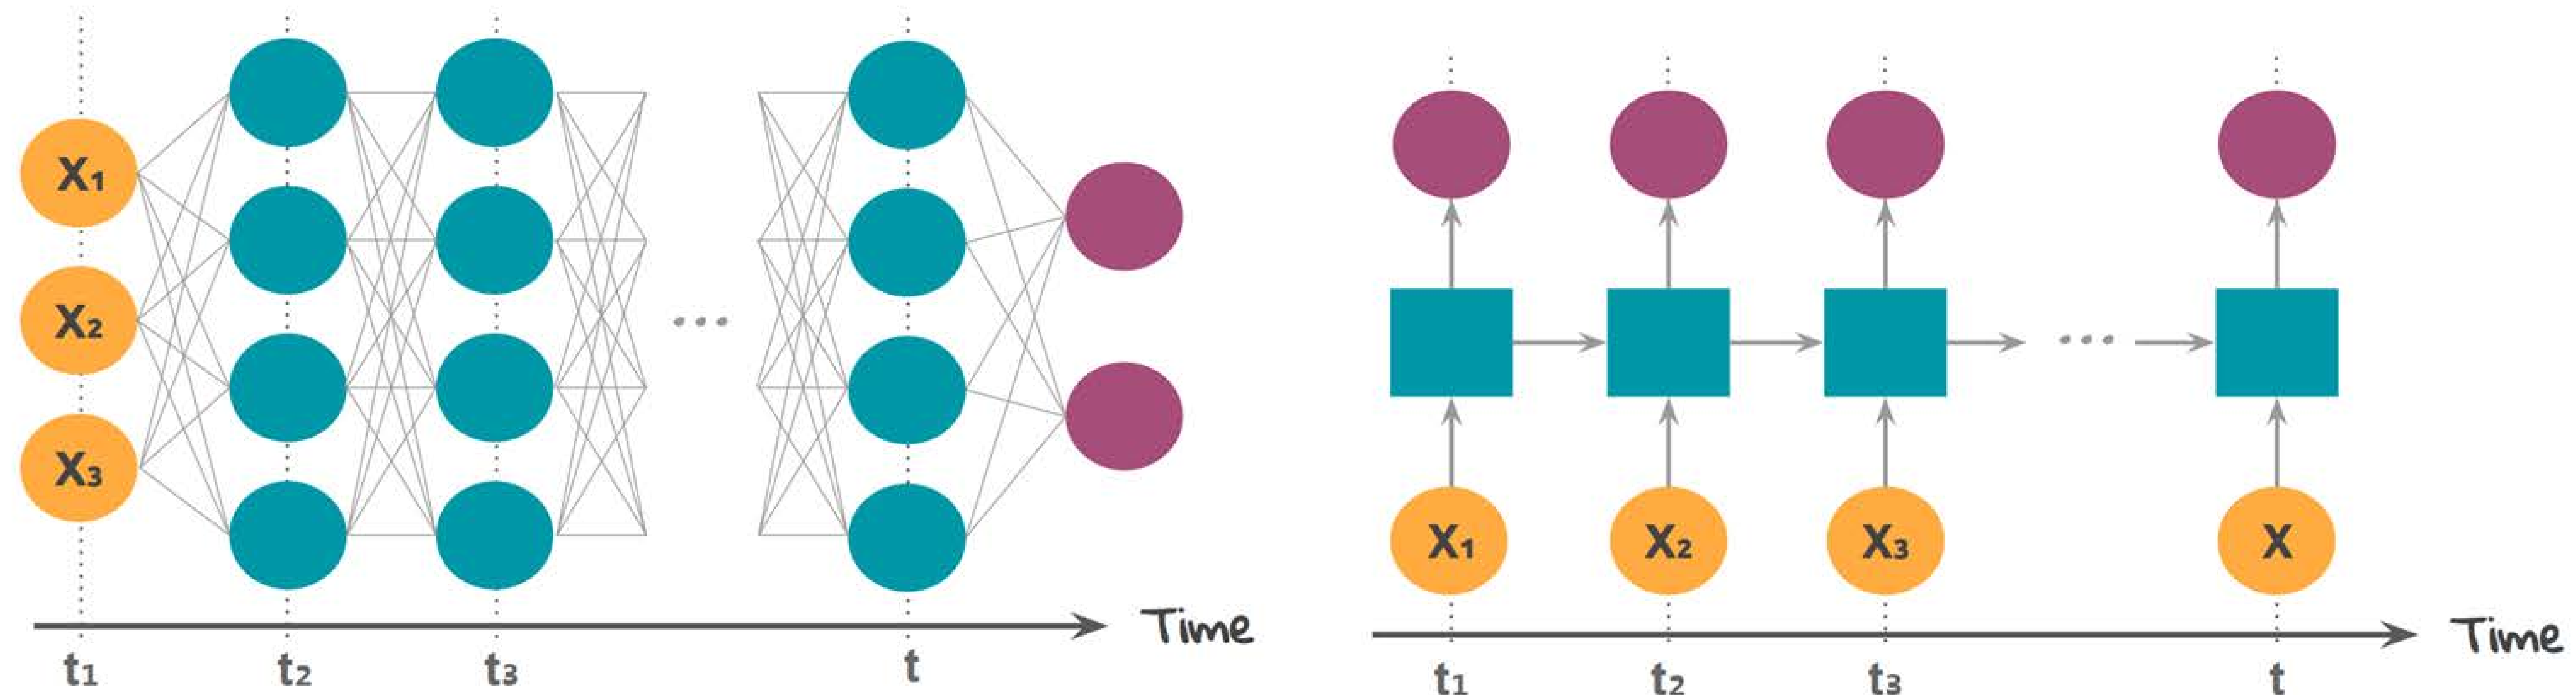 X₁
X₂
X₃
...
Time
t₁ t₂ t₃ t
...
X₁ X₂ X₃ X
Time
t₁ t₂ t₃ t